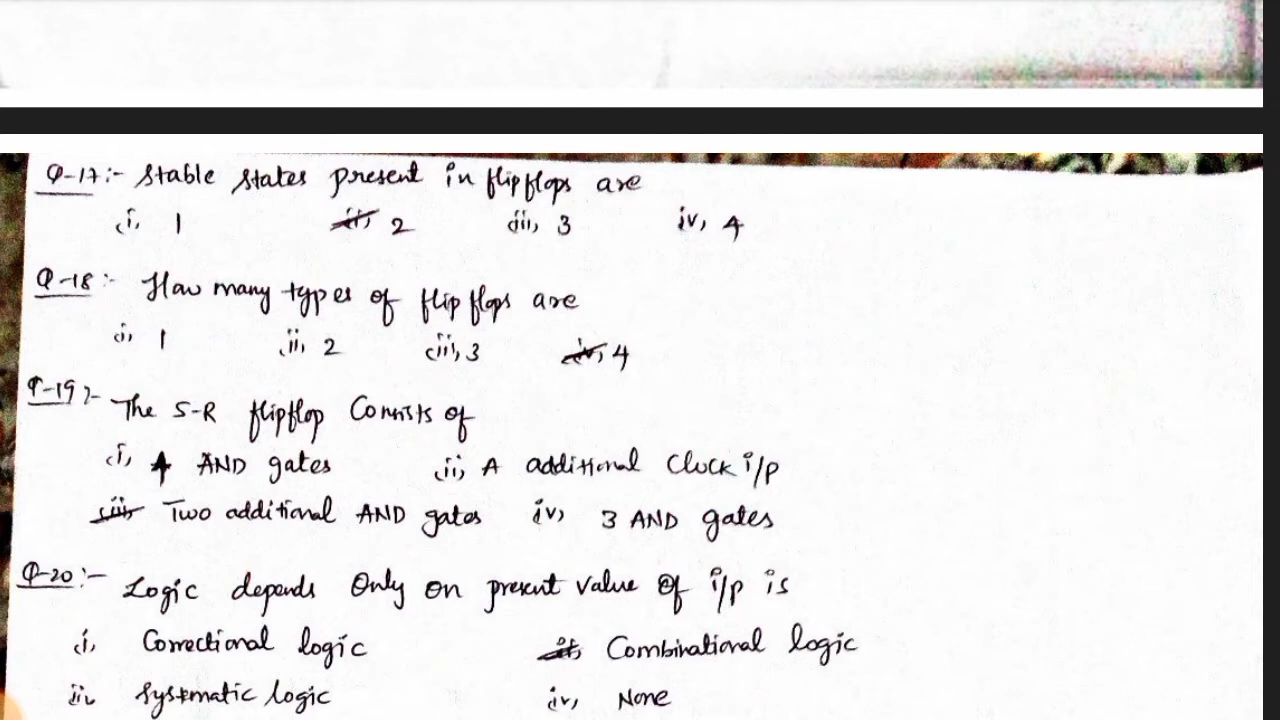 Q-17:- Stable states present in flipflops are
i, 1 ii, 2 iii, 3 iv, 4
Q-18:- How many types of flip flops are
i, 1 ii, 2 iii, 3 iv, 4
Q-19:- The S-R flipflop Consists of
i, 4 AND gates ii, A additional Clock i/p
iii, Two additional AND gates iv, 3 AND gates
Q-20:- Logic depends Only on present value of i/p is
i, Correctional logic ii, Combinational logic
iii, Systematic logic iv, None